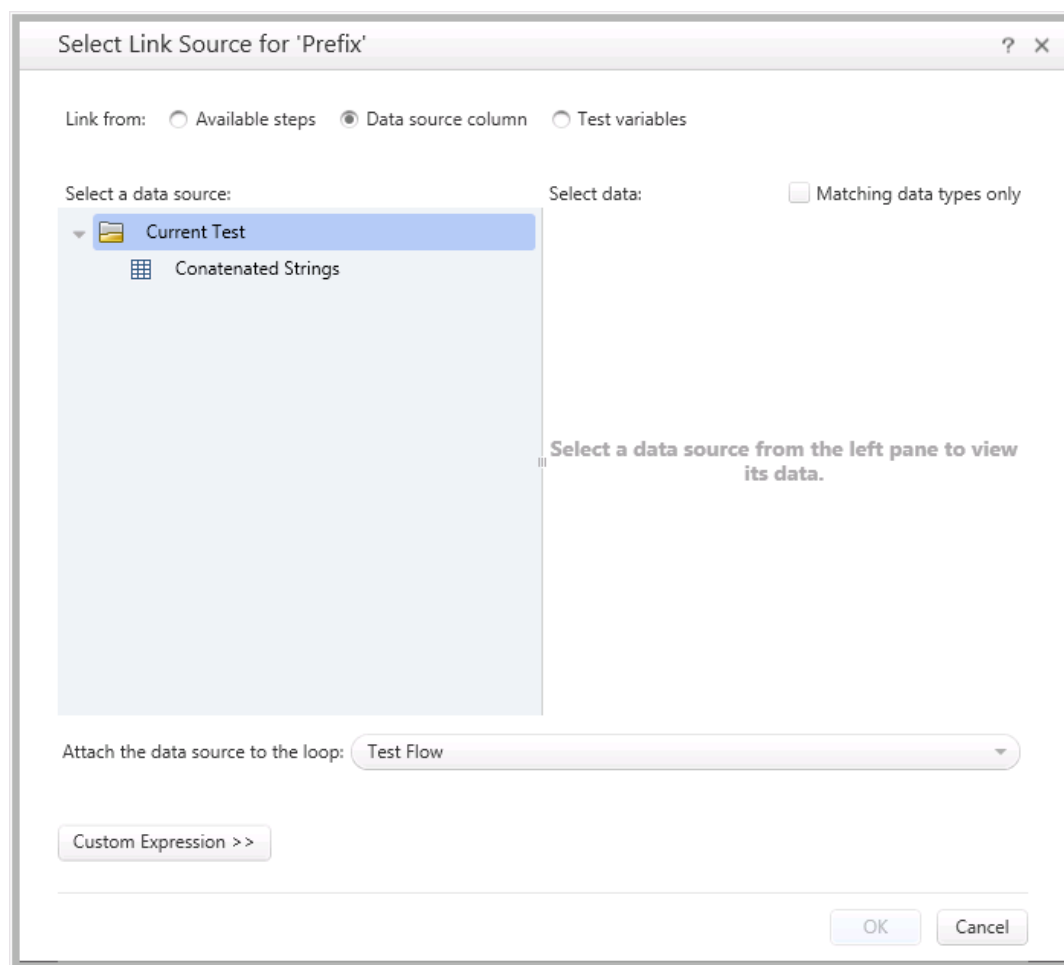 Select Link Source for 'Prefix'
? ×
Link from: Available steps Data source column Test variables
Select a data source: Select data: Matching data types only
Current Test
Conatenated Strings
Select a data source from the left pane to view
its data.
Attach the data source to the loop: Test Flow
Custom Expression >>
OK Cancel